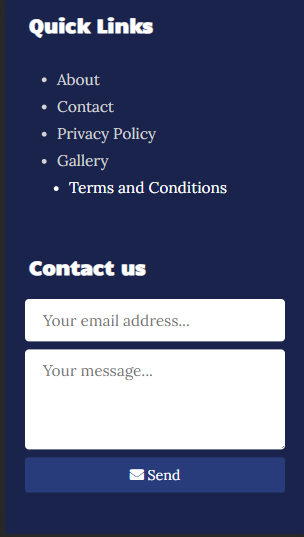 Quick Links
About
Contact
Privacy Policy
Gallery
Terms and Conditions
Contact us
Your email address...
Your message...
Send